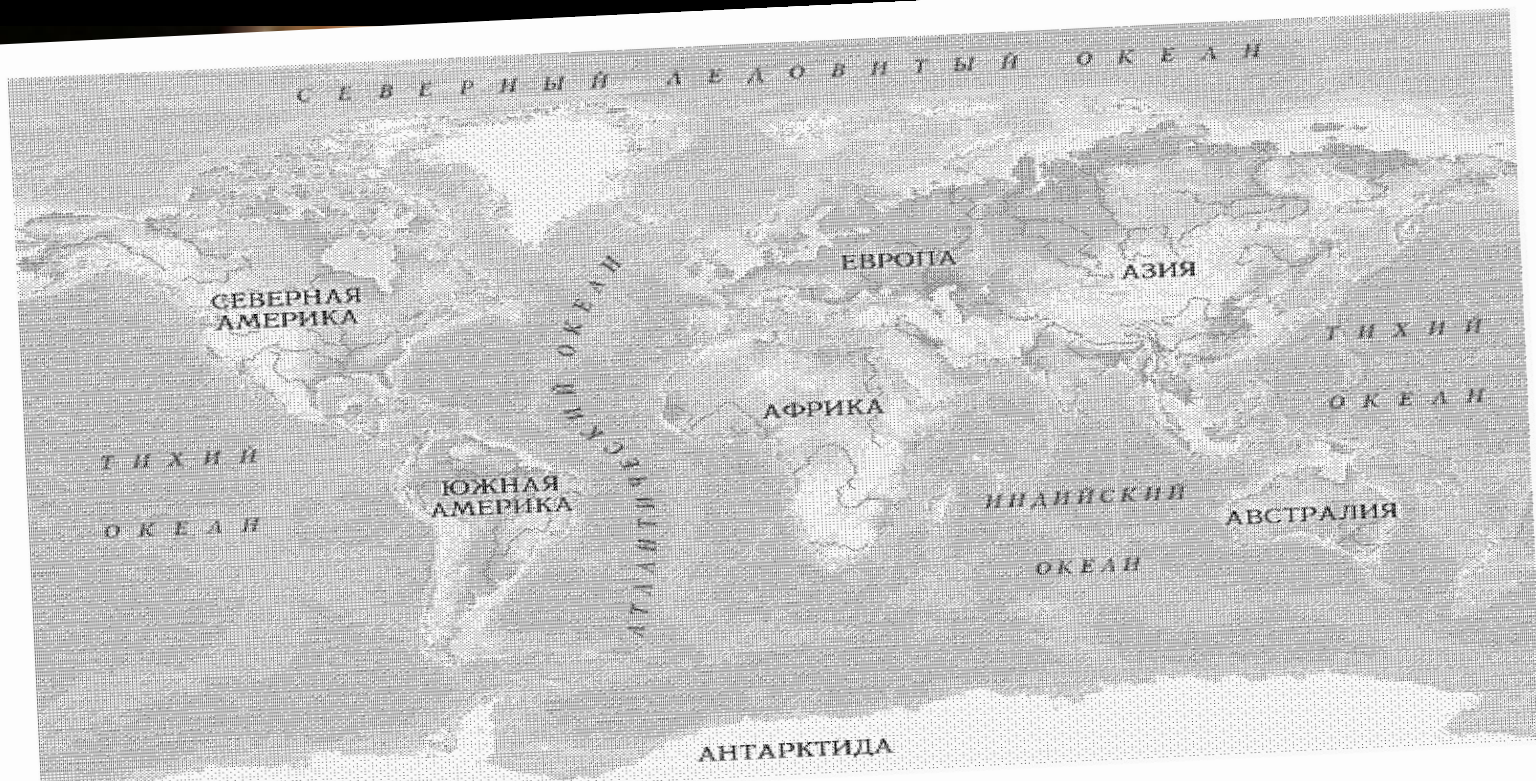 СЕВЕРНЫЙ ЛЕДОВИТЫЙ ОКЕАН
ЕВРОПА
АЗИЯ
СЕВЕРНАЯ
АМЕРИКА
АТЛАНТИЧЕСКИЙ ОКЕАН
ТИХИЙ
ОКЕАН
АФРИКА
ТИХИЙ
ОКЕАН
ЮЖНАЯ
АМЕРИКА
ИНДИЙСКИЙ
ОКЕАН
АВСТРАЛИЯ
АНТАРКТИДА